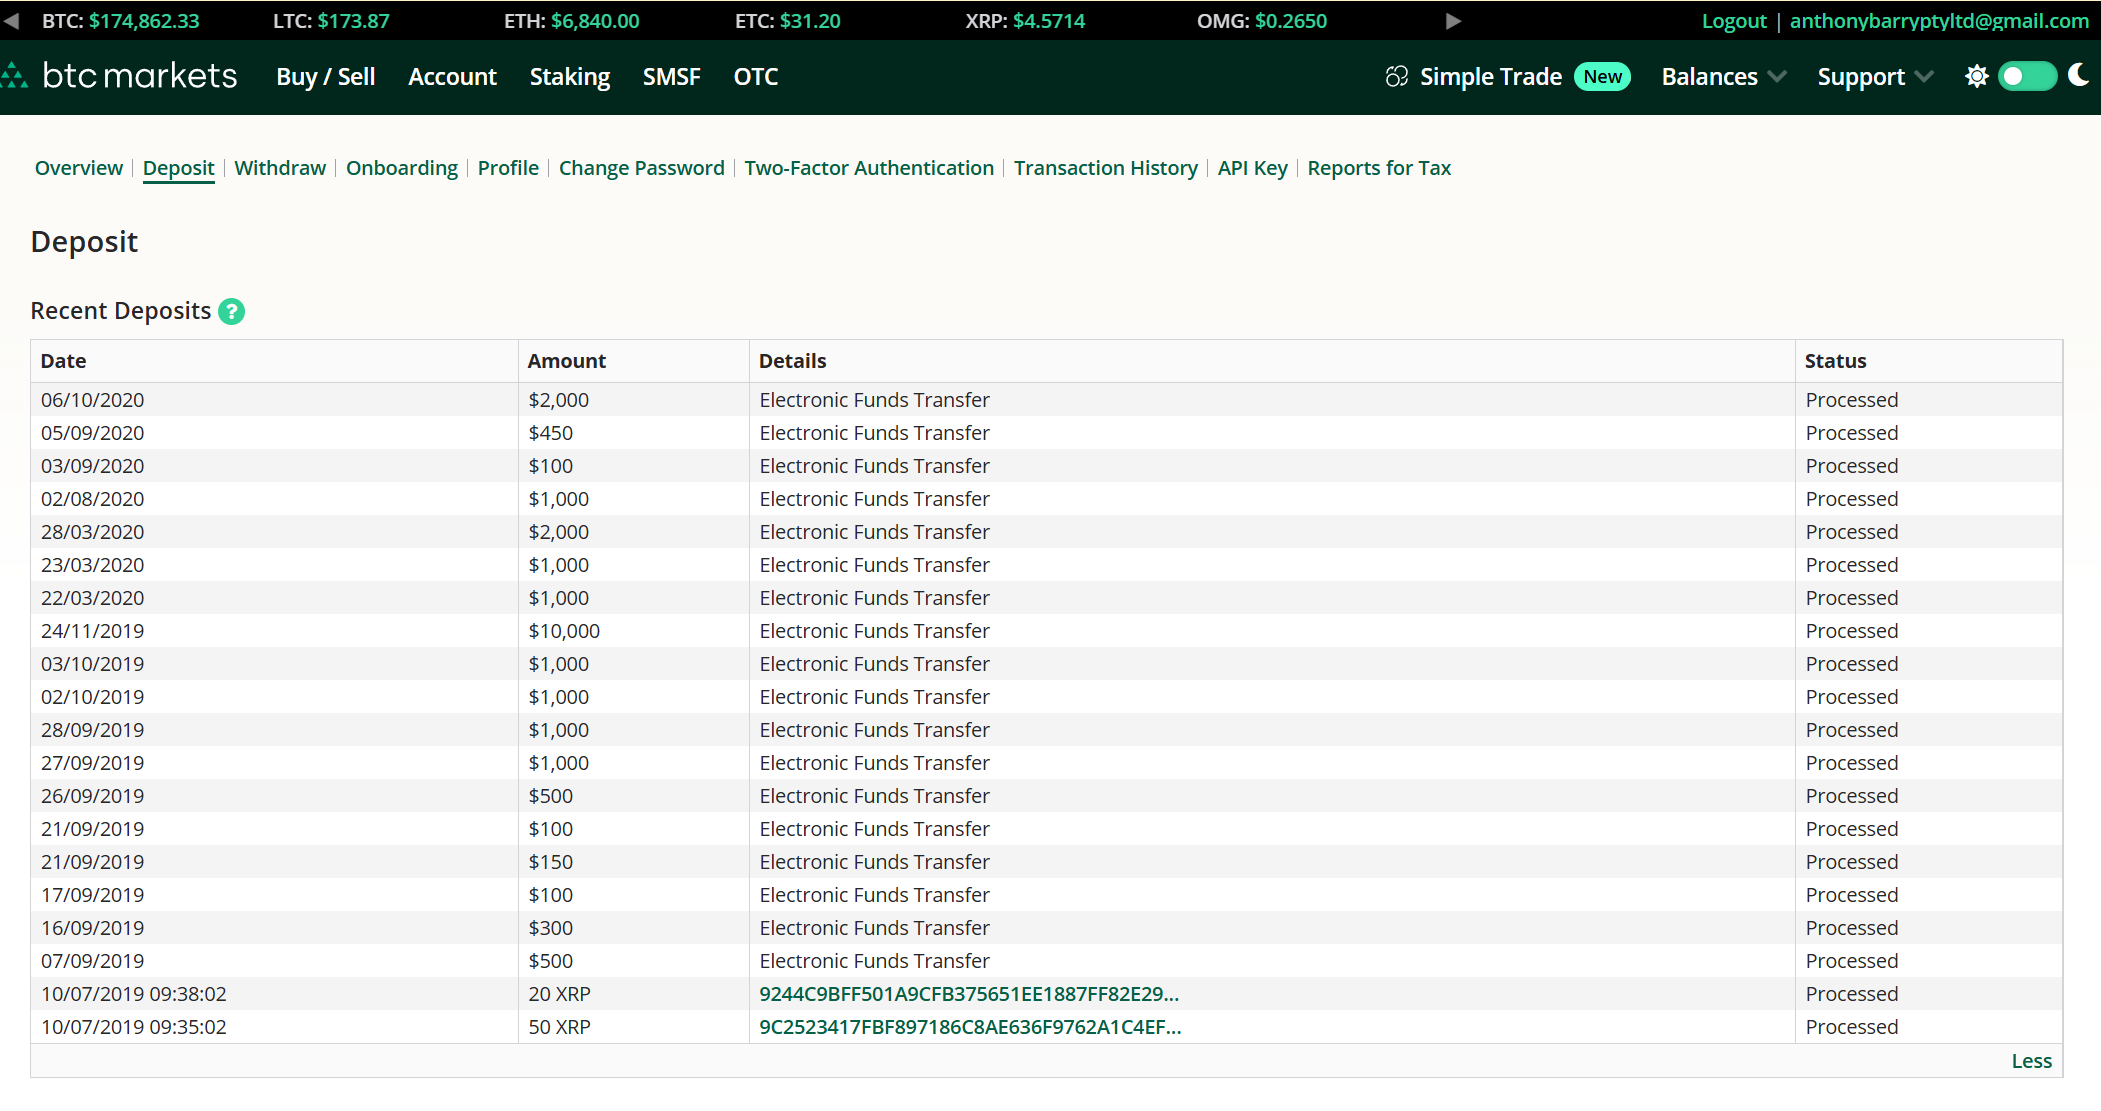 BTC: $174,862.33 LTC: $173.87 ETH: $6,840.00 ETC: $31.20 XRP: $4.5714 OMG: $0.2650 Logout | anthonybarryptyltd@gmail.com
btcmarkets Buy / Sell Account Staking SMSF OTC Simple Trade New Balances Support
Overview | Deposit | Withdraw | Onboarding | Profile | Change Password | Two-Factor Authentication | Transaction History | API Key | Reports for Tax
Deposit
Recent Deposits ?
Date Amount Details Status
06/10/2020 $2,000 Electronic Funds Transfer Processed
05/09/2020 $450 Electronic Funds Transfer Processed
03/09/2020 $100 Electronic Funds Transfer Processed
02/08/2020 $1,000 Electronic Funds Transfer Processed
28/03/2020 $2,000 Electronic Funds Transfer Processed
23/03/2020 $1,000 Electronic Funds Transfer Processed
22/03/2020 $1,000 Electronic Funds Transfer Processed
24/11/2019 $10,000 Electronic Funds Transfer Processed
03/10/2019 $1,000 Electronic Funds Transfer Processed
02/10/2019 $1,000 Electronic Funds Transfer Processed
28/09/2019 $1,000 Electronic Funds Transfer Processed
27/09/2019 $1,000 Electronic Funds Transfer Processed
26/09/2019 $500 Electronic Funds Transfer Processed
21/09/2019 $100 Electronic Funds Transfer Processed
21/09/2019 $150 Electronic Funds Transfer Processed
17/09/2019 $100 Electronic Funds Transfer Processed
16/09/2019 $300 Electronic Funds Transfer Processed
07/09/2019 $500 Electronic Funds Transfer Processed
10/07/2019 09:38:02 20 XRP 9244C9BFF501A9CFB375651EE1887FF82E29... Processed
10/07/2019 09:35:02 50 XRP 9C2523417FBF897186C8AE636F9762A1C4EF... Processed
Less